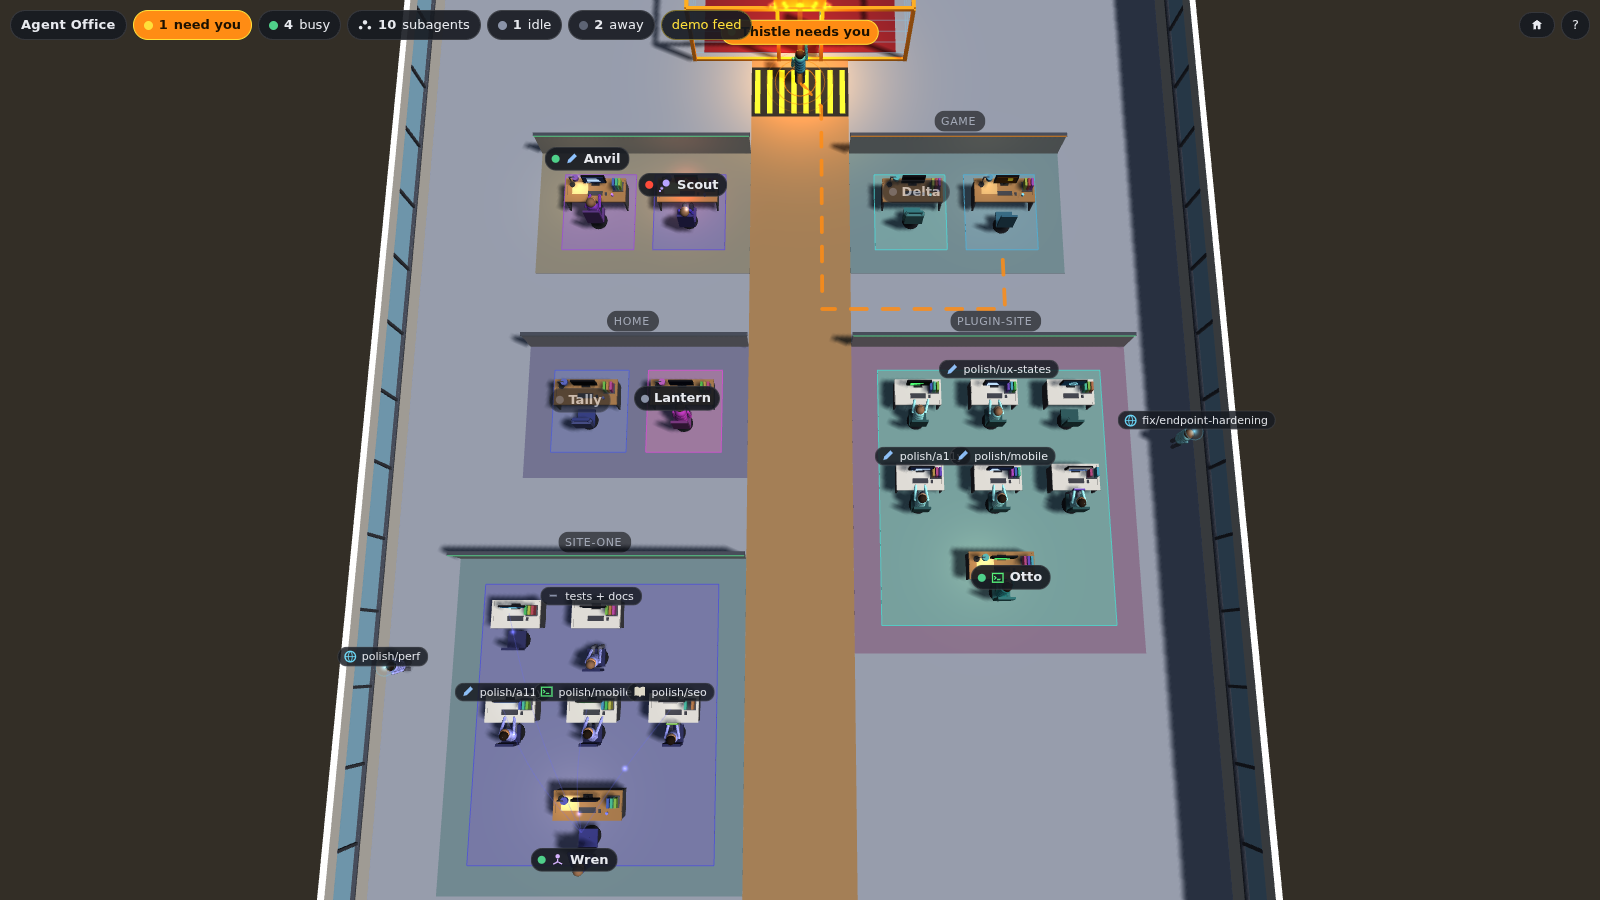 Agent Office
1 need you
4 busy
10 subagents
1 idle
2 away
demo feed
histle needs you
?
GAME
Anvil
Scout
Delta
HOME
PLUGIN-SITE
polish/ux-states
Tally
Lantern
fix/endpoint-hardening
polish/a1
polish/mobile
SITE-ONE
Otto
tests + docs
polish/perf
polish/a11
polish/mobile
polish/seo
Wren